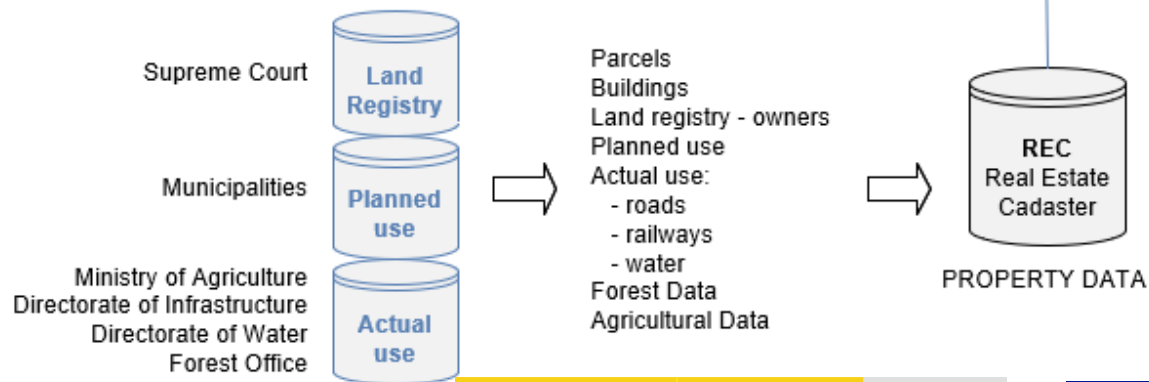 Supreme Court
Land
Registry
Municipalities
Planned
use
Ministry of Agriculture
Directorate of Infrastructure
Directorate of Water
Forest Office
Actual
use
Parcels
Buildings
Land registry - owners
Planned use
Actual use:
- roads
- railways
- water
Forest Data
Agricultural Data
REC
Real Estate
Cadaster
PROPERTY DATA